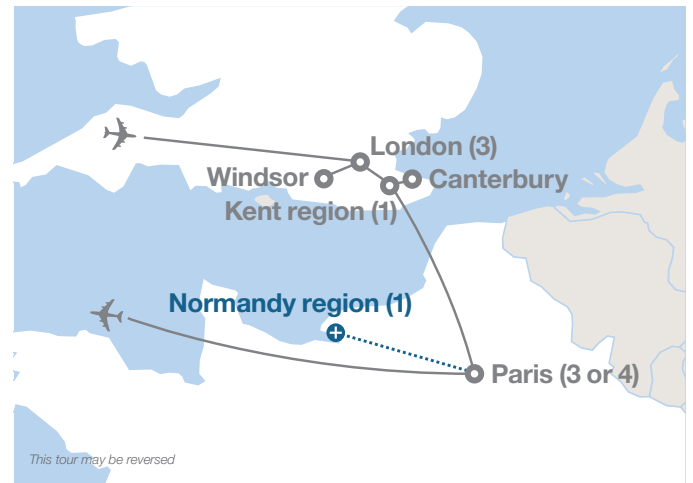 London (3)
Windsor
Canterbury
Kent region (1)
Normandy region (1)
Paris (3 or 4)
This tour may be reversed